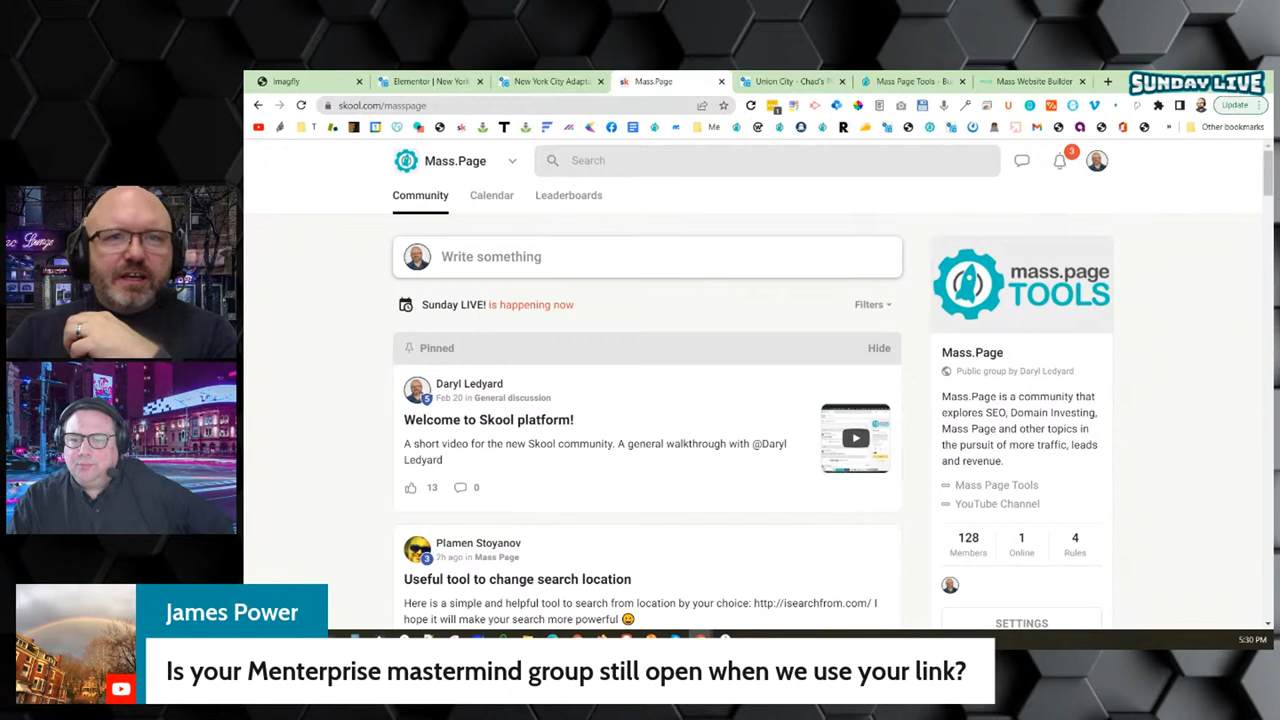 Imagfly
Elementor | New York
New York City Adapta
Mass.Page
Union City - Chad's P
Mass Page Tools - Bu
Mass Website Builder
SUNDAY LIVE
skool.com/masspage
Update
Me
Other bookmarks
Mass.Page
Search
3
Community
Calendar
Leaderboards
Write something
Sunday LIVE! is happening now
Filters
Pinned
Hide
Daryl Ledyard
5
Feb 20 in General discussion
Welcome to Skool platform!
A short video for the new Skool community. A general walkthrough with @Daryl
Ledyard
13
0
Plamen Stoyanov
3
2h ago in Mass Page
Useful tool to change search location
Here is a simple and helpful tool to search from location by your choice: http://isearchfrom.com/ I
hope it will make your search more powerful 😀
mass.page
TOOLS
Mass.Page
Public group by Daryl Ledyard
Mass.Page is a community that
explores SEO, Domain Investing,
Mass Page and other topics in
the pursuit of more traffic, leads
and revenue.
Mass Page Tools
YouTube Channel
128
Members
1
Online
4
Rules
SETTINGS
5:30 PM
James Power
Is your Menterprise mastermind group still open when we use your link?